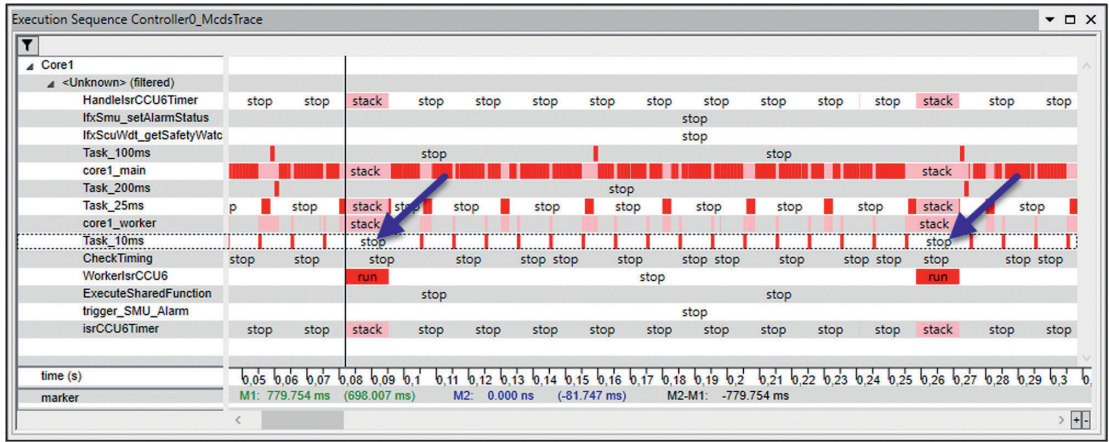 Execution Sequence Controller0_McdsTrace
Core1
<Unknown> (filtered)
HandleIsrCCU6Timer stop stop stack stop stop stop stop stop stop stop stop stack stop stop
IfxSmu_setAlarmStatus stop
IfxScuWdt_getSafetyWatc stop
Task_100ms stop stop
core1_main stack stack
Task_200ms stop
Task_25ms p stop stack stop stop stop stop stop stop stop stop stack stop
core1_worker stack stack
Task_10ms stop stop
CheckTiming stop stop stop stop stop stop stop stop stop stop stop stop stop stop
WorkerIsrCCU6 run stop run
ExecuteSharedFunction stop stop
trigger_SMU_Alarm stop
isrCCU6Timer stop stop stack stop stop stop stop stop stop stop stop stack stop stop
time (s) 0,05 0,06 0,07 0,08 0,09 0,1 0,11 0,12 0,13 0,14 0,15 0,16 0,17 0,18 0,19 0,2 0,21 0,22 0,23 0,24 0,25 0,26 0,27 0,28 0,29 0,3 0,
marker M1: 779.754 ms (698.007 ms) M2: 0.000 ns (-81.747 ms) M2-M1: -779.754 ms